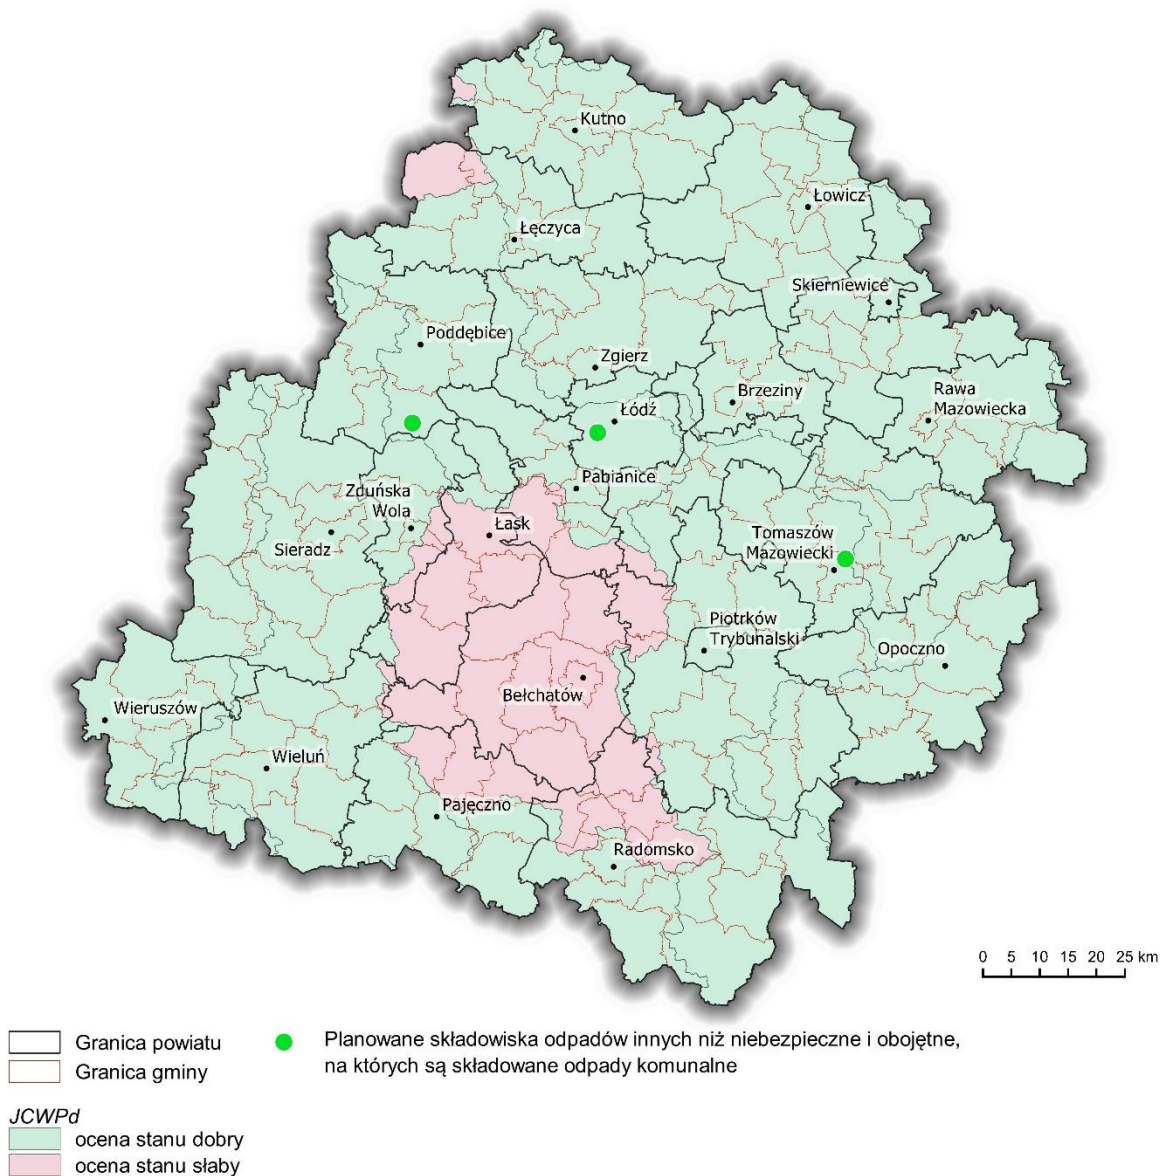 Kutno
Łowicz
Łęczyca
Skierniewice
Poddębice
Zgierz
Brzeziny
Rawa
Mazowiecka
Łódź
Pabianice
Zduńska
Wola
Łask
Sieradz
Tomaszów
Mazowiecki
Piotrków
Trybunalski
Opoczno
Bełchatów
Wieruszów
Wieluń
Pajęczno
Radomsko
0 5 10 15 20 25 km
Granica powiatu
Granica gminy
Planowane składowiska odpadów innych niż niebezpieczne i obojętne,
na których są składowane odpady komunalne
JCWPd
ocena stanu dobry
ocena stanu słaby